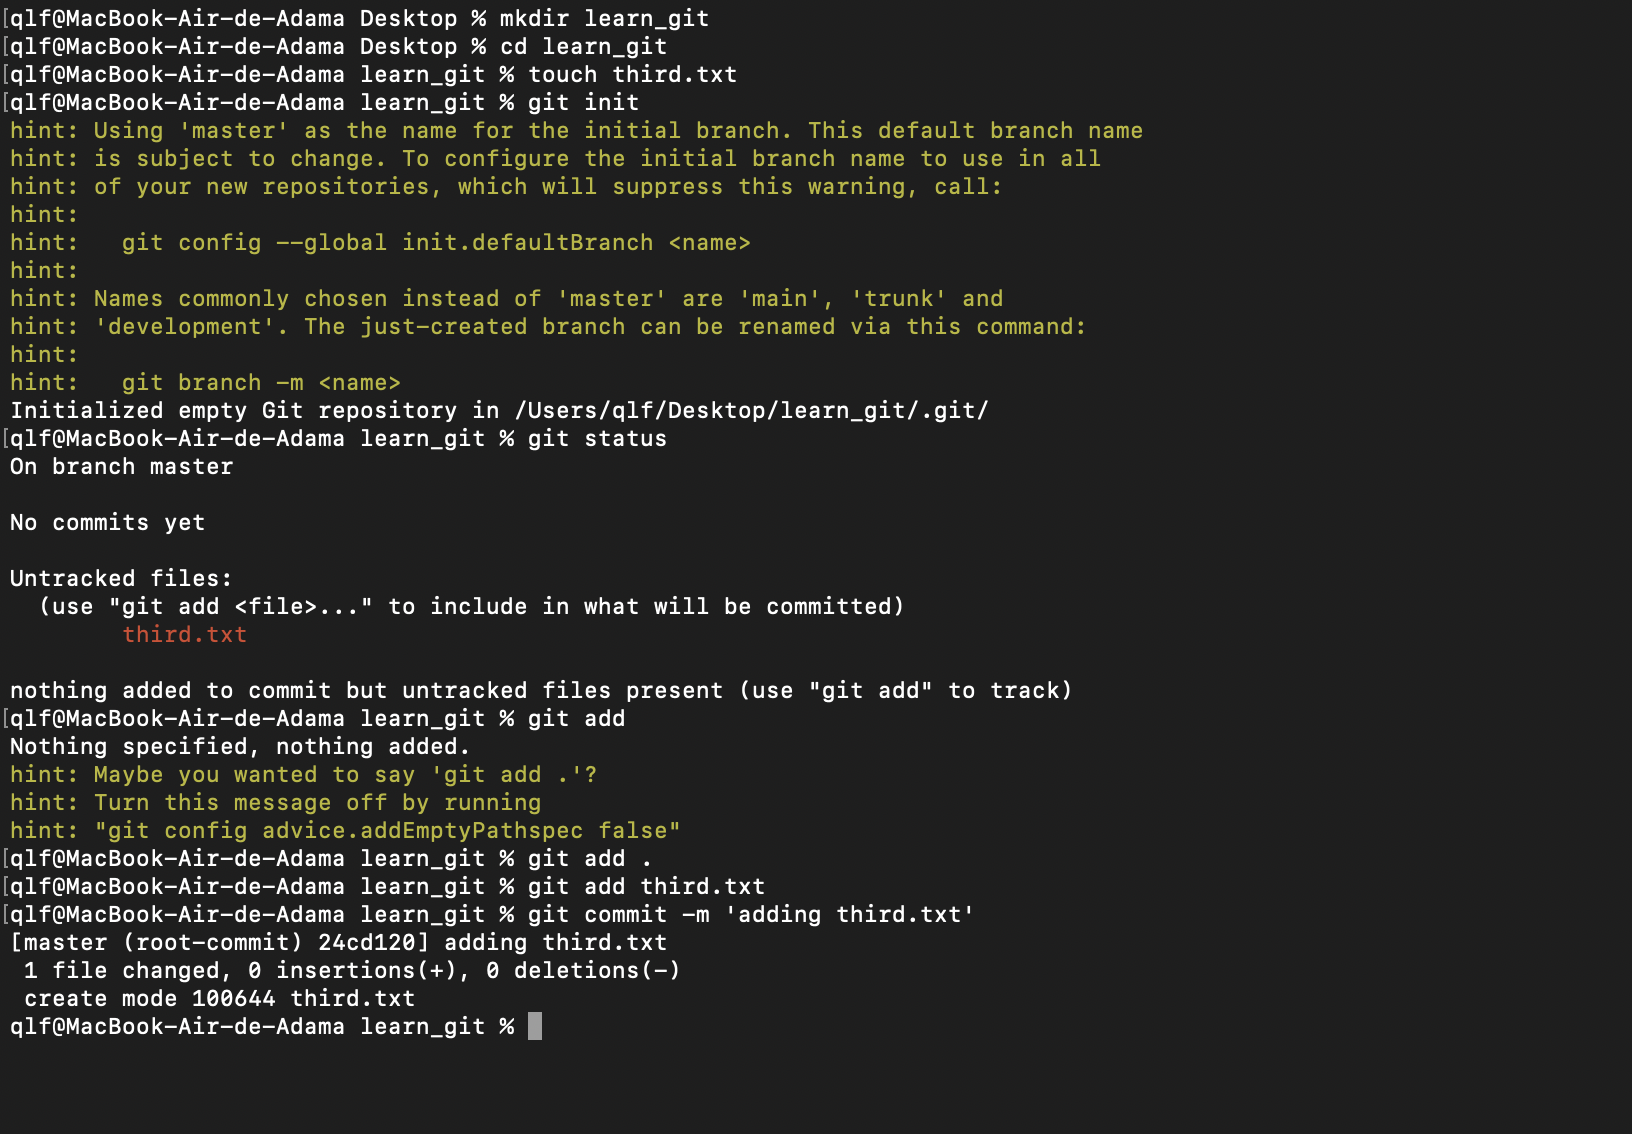 [qlf@MacBook-Air-de-Adama Desktop % mkdir learn_git
[qlf@MacBook-Air-de-Adama Desktop % cd learn_git
[qlf@MacBook-Air-de-Adama learn_git % touch third.txt
[qlf@MacBook-Air-de-Adama learn_git % git init
hint: Using 'master' as the name for the initial branch. This default branch name
hint: is subject to change. To configure the initial branch name to use in all
hint: of your new repositories, which will suppress this warning, call:
hint:
hint:   git config --global init.defaultBranch <name>
hint:
hint: Names commonly chosen instead of 'master' are 'main', 'trunk' and
hint: 'development'. The just-created branch can be renamed via this command:
hint:
hint:   git branch -m <name>
Initialized empty Git repository in /Users/qlf/Desktop/learn_git/.git/
[qlf@MacBook-Air-de-Adama learn_git % git status
On branch master

No commits yet

Untracked files:
  (use "git add <file>..." to include in what will be committed)
        third.txt

nothing added to commit but untracked files present (use "git add" to track)
[qlf@MacBook-Air-de-Adama learn_git % git add
Nothing specified, nothing added.
hint: Maybe you wanted to say 'git add .'?
hint: Turn this message off by running
hint: "git config advice.addEmptyPathspec false"
[qlf@MacBook-Air-de-Adama learn_git % git add .
[qlf@MacBook-Air-de-Adama learn_git % git add third.txt
[qlf@MacBook-Air-de-Adama learn_git % git commit -m 'adding third.txt'
[master (root-commit) 24cd120] adding third.txt
 1 file changed, 0 insertions(+), 0 deletions(-)
 create mode 100644 third.txt
qlf@MacBook-Air-de-Adama learn_git %